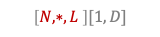 [N,*,L ][1, D]